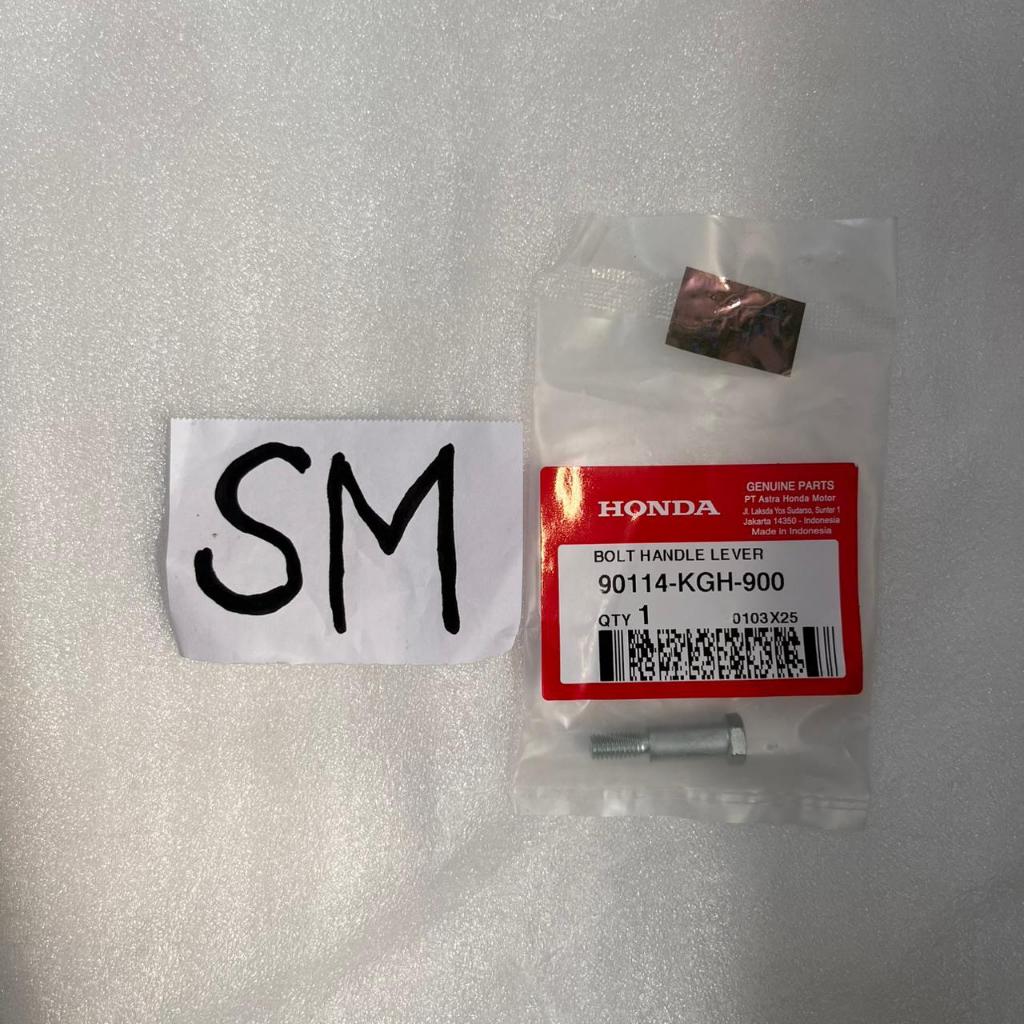 SM
HONDA
GENUINE PARTS
PT Astra Honda Motor
Jl. Laksda Yos Sudarso, Sunter 1
Jakarta 14350 - Indonesia
Made in Indonesia
BOLT HANDLE LEVER
90114-KGH-900
QTY 1 0103X25